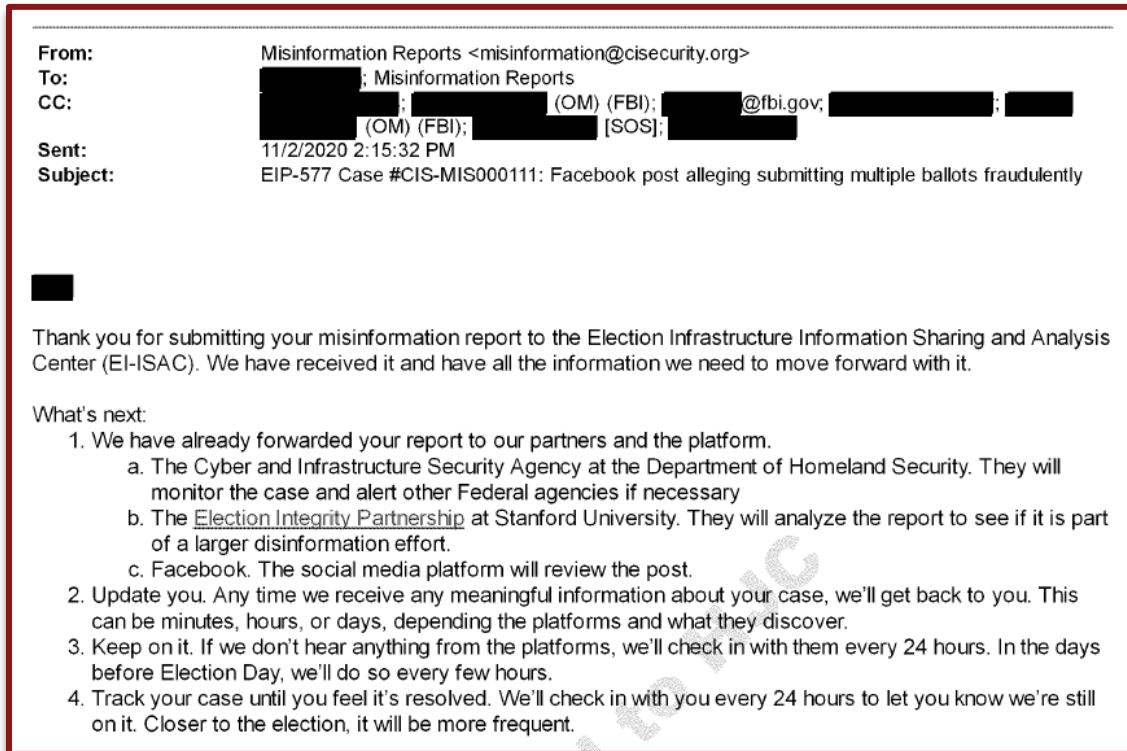 From: Misinformation Reports <misinformation@cisecurity.org>
To: ; Misinformation Reports
CC: ; (OM) (FBI); @fbi.gov; ;
(OM) (FBI); [SOS];
Sent: 11/2/2020 2:15:32 PM
Subject: EIP-577 Case #CIS-MIS000111: Facebook post alleging submitting multiple ballots fraudulently
Thank you for submitting your misinformation report to the Election Infrastructure Information Sharing and Analysis
Center (EI-ISAC). We have received it and have all the information we need to move forward with it.
What's next:
1. We have already forwarded your report to our partners and the platform.
a. The Cyber and Infrastructure Security Agency at the Department of Homeland Security. They will
monitor the case and alert other Federal agencies if necessary
b. The Election Integrity Partnership at Stanford University. They will analyze the report to see if it is part
of a larger disinformation effort.
c. Facebook. The social media platform will review the post.
2. Update you. Any time we receive any meaningful information about your case, we'll get back to you. This
can be minutes, hours, or days, depending the platforms and what they discover.
3. Keep on it. If we don't hear anything from the platforms, we'll check in with them every 24 hours. In the days
before Election Day, we'll do so every few hours.
4. Track your case until you feel it's resolved. We'll check in with you every 24 hours to let you know we're still
on it. Closer to the election, it will be more frequent.
to HJC